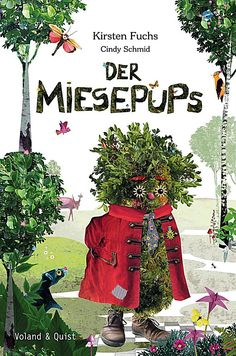 Kirsten Fuchs
Cindy Schmid
DER
MIESEPUPS
Voland & Quist